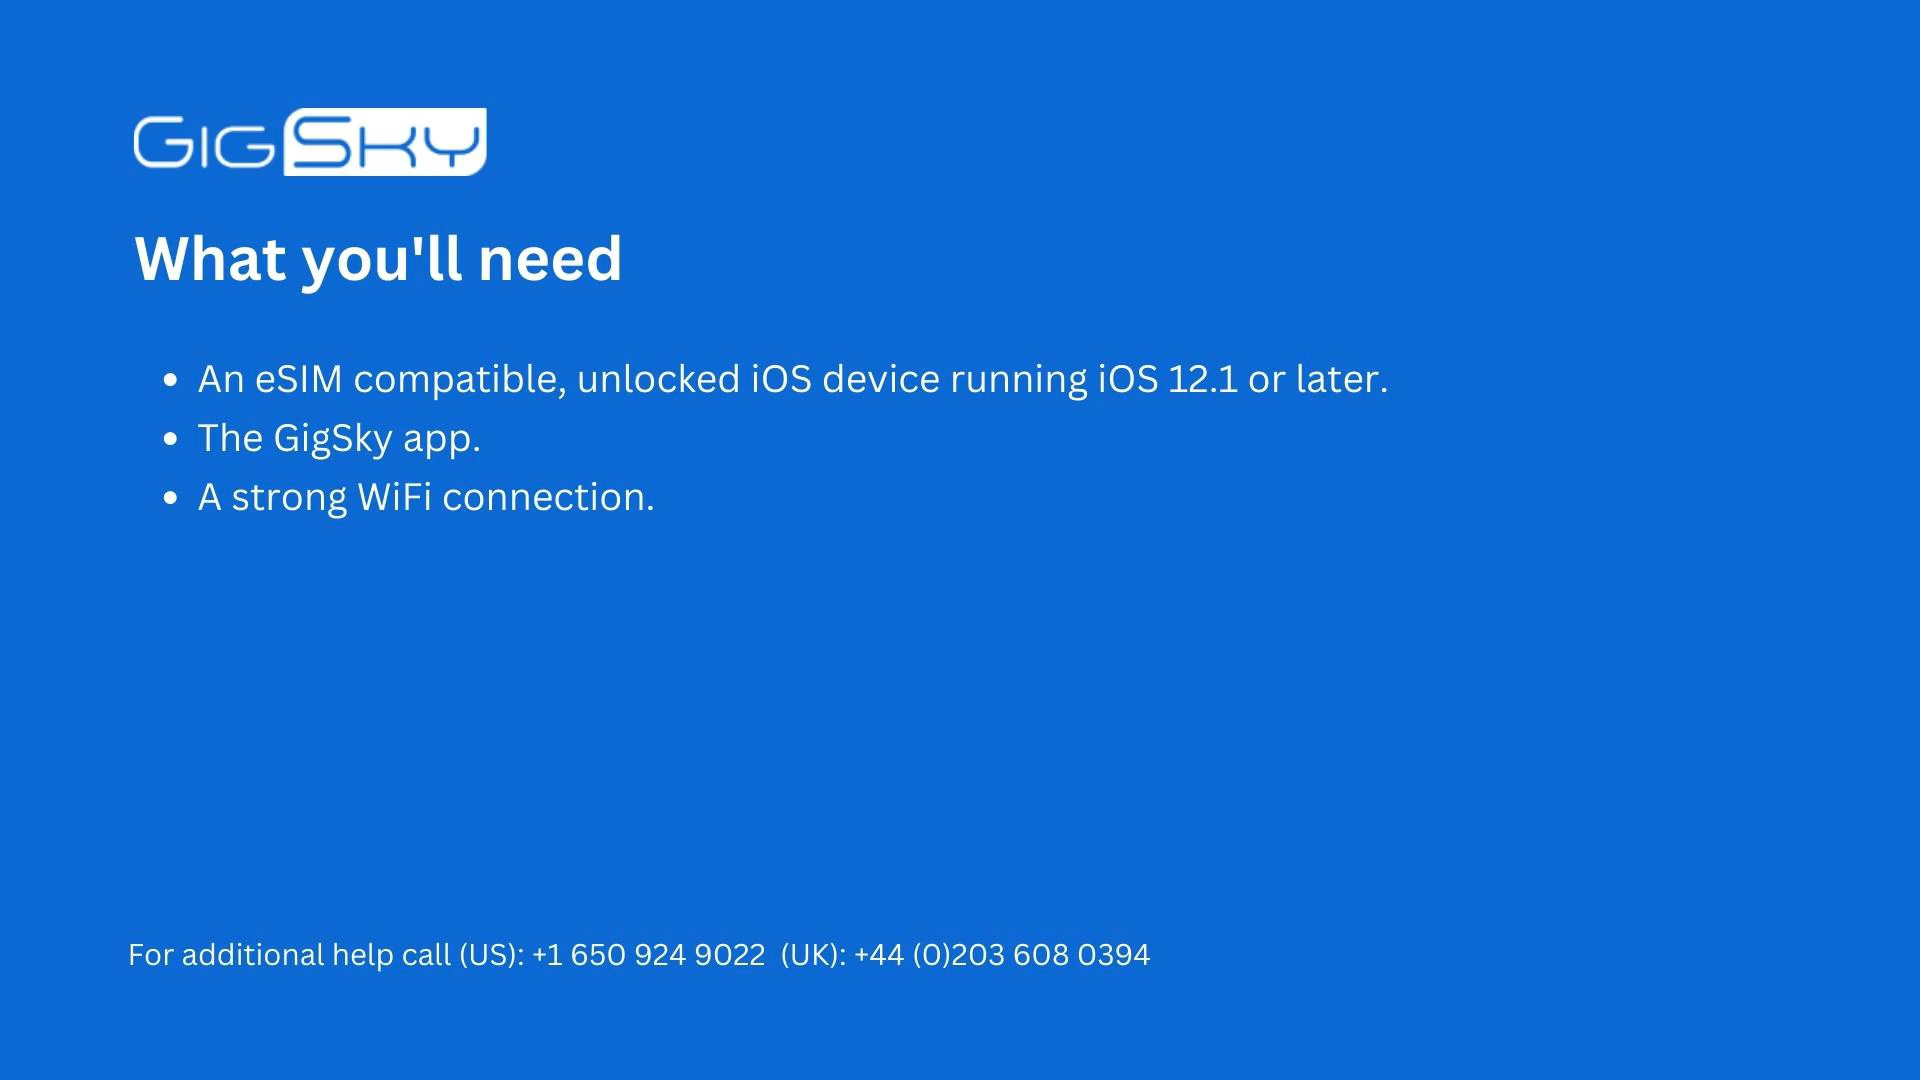 GigSky
What you'll need
• An eSIM compatible, unlocked iOS device running iOS 12.1 or later.
• The GigSky app.
• A strong WiFi connection.
For additional help call (US): +1 650 924 9022 (UK): +44 (0)203 608 0394